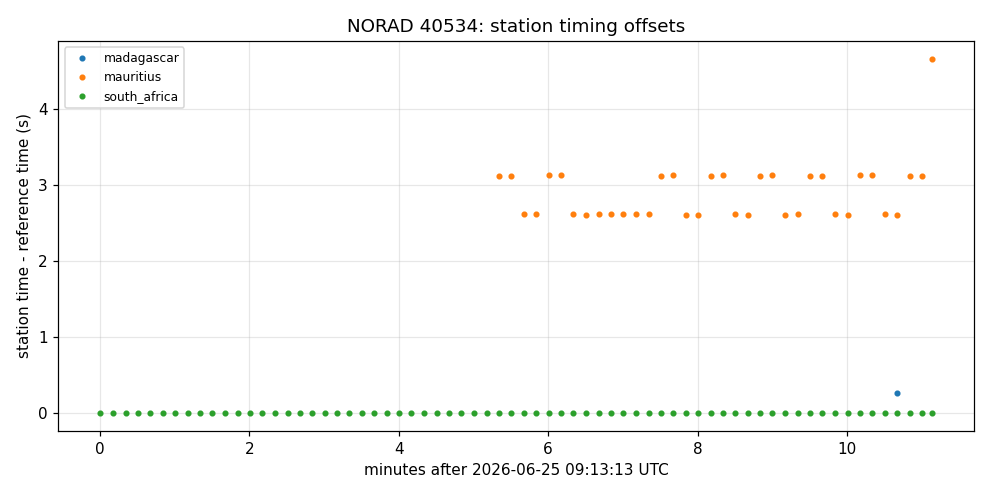 NORAD 40534: station timing offsets
madagascar
mauritius
south_africa
station time - reference time (s)
4
3
2
1
0
0 2 4 6 8 10
minutes after 2026-06-25 09:13:13 UTC